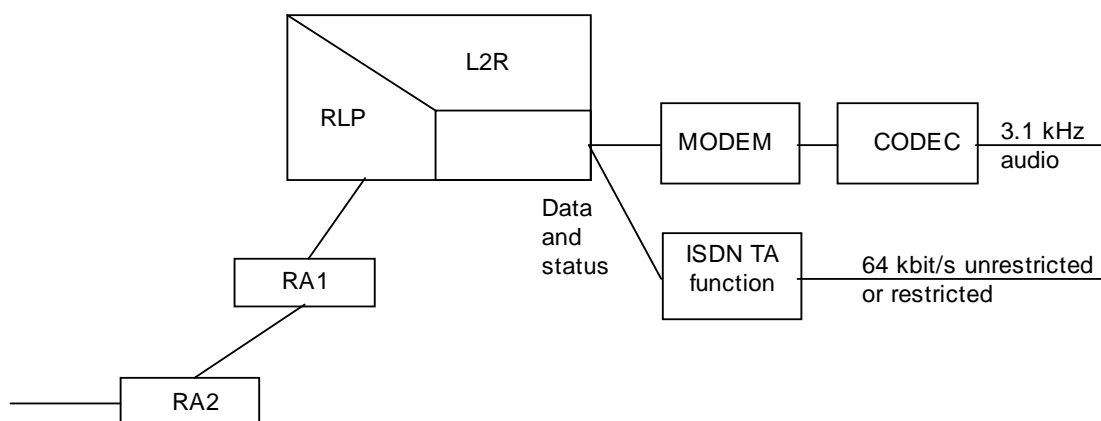 L2R
RLP
MODEM
CODEC
3.1 kHz
audio
Data
and
status
ISDN TA
function
64 kbit/s unrestricted
or restricted
RA1
RA2